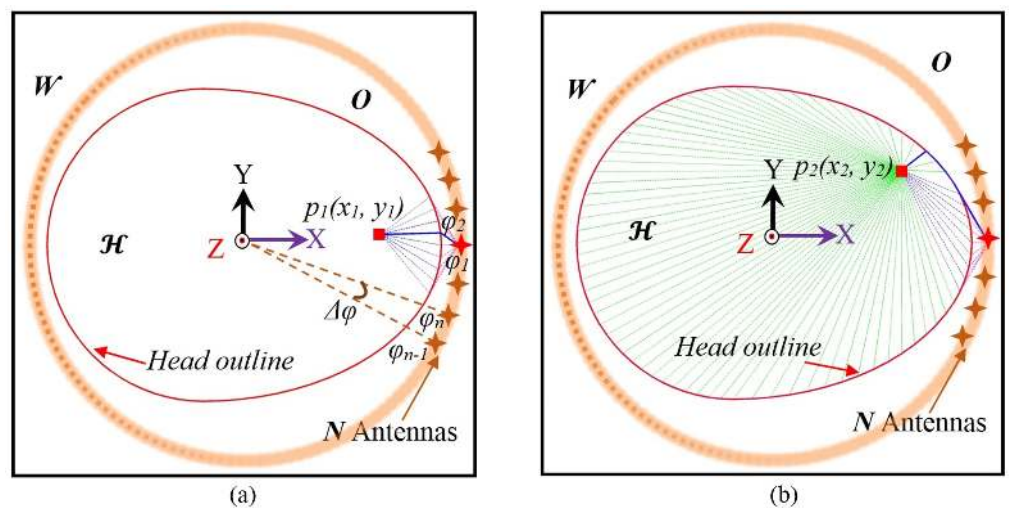 W
O
Y
p₁(x₁, y₁)
φ₂
ℋ
Z
X
φ₁
Δφ
φₙ
φₙ₋₁
Head outline
N Antennas
(a)
W
O
Y
p₂(x₂, y₂)
ℋ
Z
X
Head outline
N Antennas
(b)